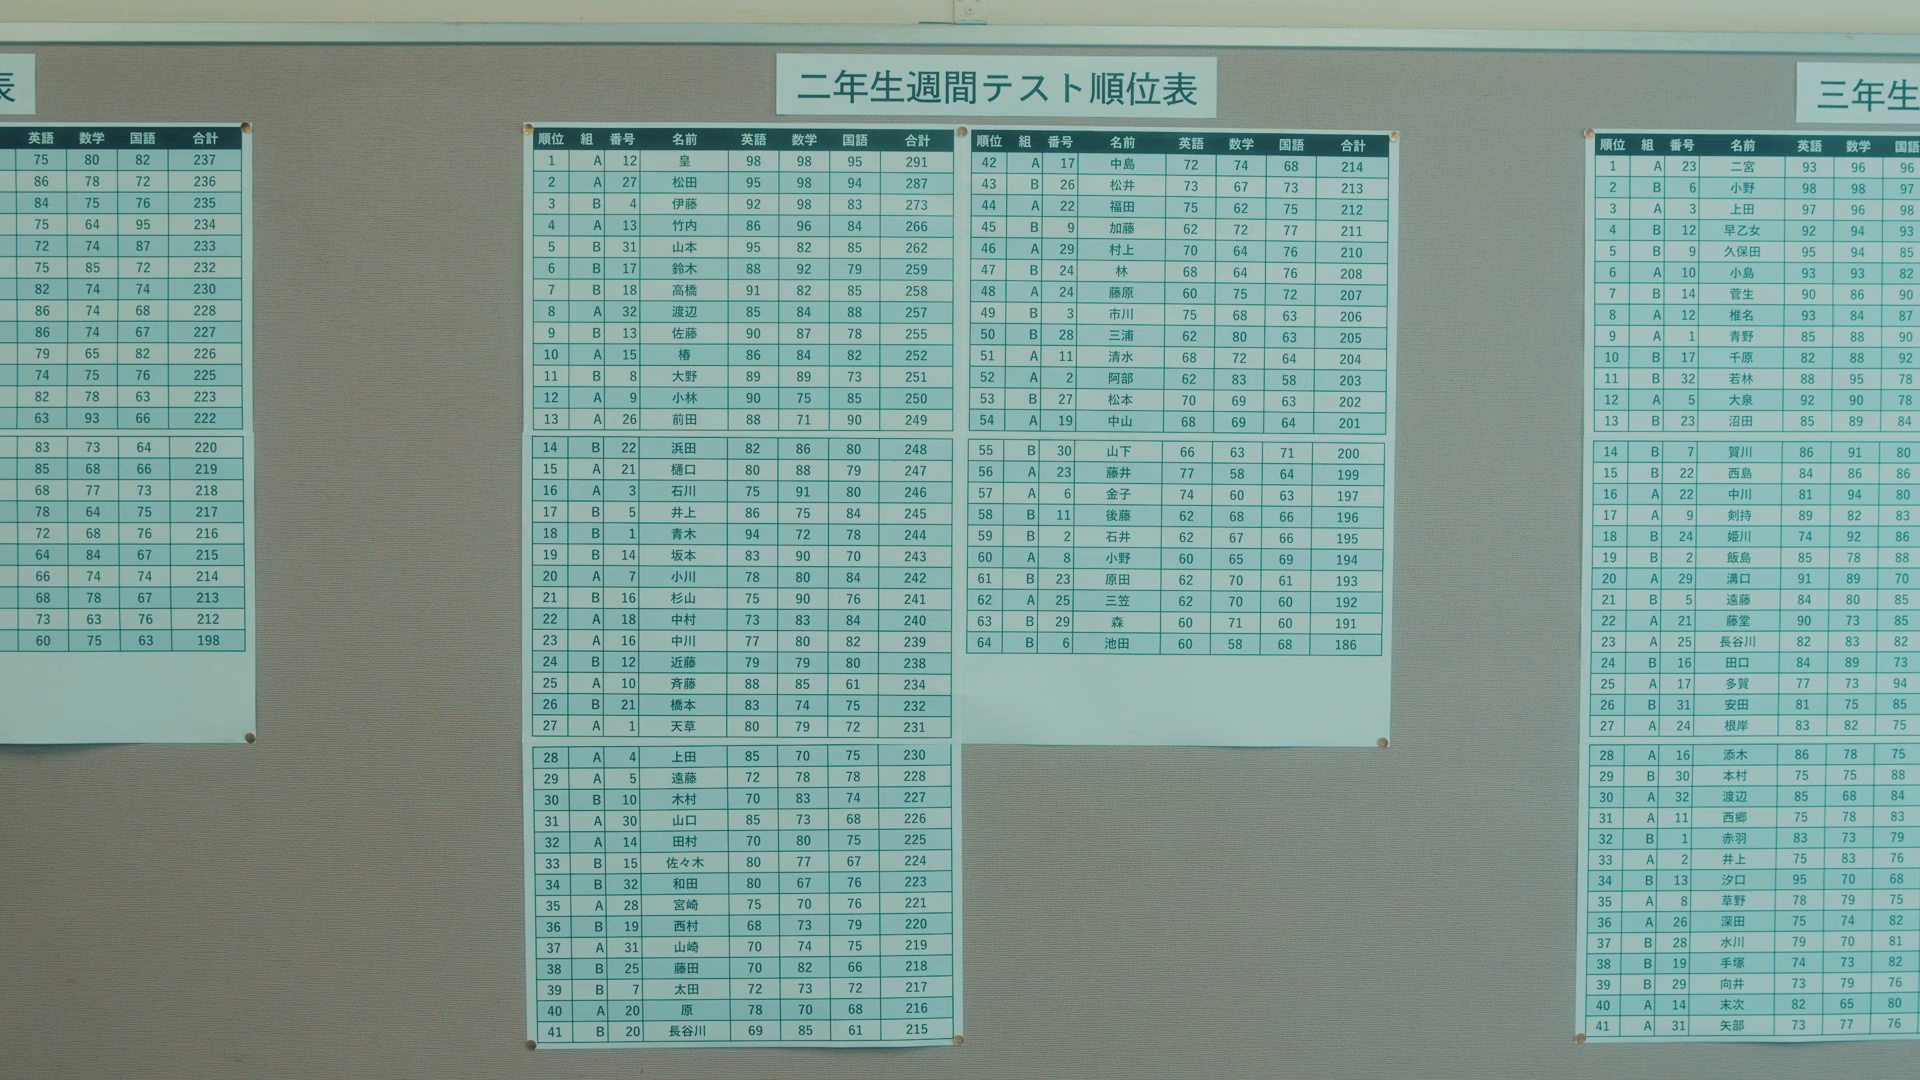 表
英語 数学 国語 合計
75 80 82 237
86 78 72 236
84 75 76 235
75 64 95 234
72 74 87 233
75 85 72 232
82 74 74 230
86 74 68 228
86 74 67 227
79 65 82 226
74 75 76 225
82 78 63 223
63 93 66 222
83 73 64 220
85 68 66 219
68 77 73 218
78 64 75 217
72 68 76 216
64 84 67 215
66 74 74 214
68 78 67 213
73 63 76 212
60 75 63 198
二年生週間テスト順位表
順位 組 番号 名前 英語 数学 国語 合計
1 A 12 皇 98 98 95 291
2 A 27 松田 95 98 94 287
3 B 4 伊藤 92 98 83 273
4 A 13 竹内 86 96 84 266
5 B 31 山本 95 82 85 262
6 B 17 鈴木 88 92 79 259
7 B 18 高橋 91 82 85 258
8 A 32 渡辺 85 84 88 257
9 B 13 佐藤 90 87 78 255
10 A 15 椿 86 84 82 252
11 B 8 大野 89 89 73 251
12 A 9 小林 90 75 85 250
13 A 26 前田 88 71 90 249
14 B 22 浜田 82 86 80 248
15 A 21 樋口 80 88 79 247
16 A 3 石川 75 91 80 246
17 B 5 井上 86 75 84 245
18 B 1 青木 94 72 78 244
19 B 14 坂本 83 90 70 243
20 A 7 小川 78 80 84 242
21 B 16 杉山 75 90 76 241
22 A 18 中村 73 83 84 240
23 A 16 中川 77 80 82 239
24 B 12 近藤 79 79 80 238
25 A 10 斉藤 88 85 61 234
26 B 21 橋本 83 74 75 232
27 A 1 天草 80 79 72 231
28 A 4 上田 85 70 75 230
29 A 5 遠藤 72 78 78 228
30 B 10 木村 70 83 74 227
31 A 30 山口 85 73 68 226
32 A 14 田村 70 80 75 225
33 B 15 佐々木 80 77 67 224
34 B 32 和田 80 67 76 223
35 A 28 宮崎 75 70 76 221
36 B 19 西村 68 73 79 220
37 A 31 山崎 70 74 75 219
38 B 25 藤田 70 82 66 218
39 B 7 太田 72 73 72 217
40 A 20 原 78 70 68 216
41 B 20 長谷川 69 85 61 215
順位 組 番号 名前 英語 数学 国語 合計
42 A 17 中島 72 74 68 214
43 B 26 松井 73 67 73 213
44 A 22 福田 75 62 75 212
45 B 9 加藤 62 72 77 211
46 A 29 村上 70 64 76 210
47 B 24 林 68 64 76 208
48 A 24 藤原 60 75 72 207
49 B 3 市川 75 68 63 206
50 B 28 三浦 62 80 63 205
51 A 11 清水 68 72 64 204
52 A 2 阿部 62 83 58 203
53 B 27 松本 70 69 63 202
54 A 19 中山 68 69 64 201
55 B 30 山下 66 63 71 200
56 A 23 藤井 77 58 64 199
57 A 6 金子 74 60 63 197
58 B 11 後藤 62 68 66 196
59 B 2 石井 62 67 66 195
60 A 8 小野 60 65 69 194
61 B 23 原田 62 70 61 193
62 A 25 三笠 62 70 60 192
63 B 29 森 60 71 60 191
64 B 6 池田 60 58 68 186
三年生
順位 組 番号 名前 英語 数学 国語
1 A 23 二宮 93 96 96
2 B 6 小野 98 98 97
3 A 3 上田 97 96 98
4 B 12 早乙女 92 94 93
5 B 9 久保田 95 94 85
6 A 10 小島 93 93 82
7 B 14 菅生 90 86 90
8 A 12 椎名 93 84 87
9 A 1 青野 85 88 90
10 B 17 千原 82 88 92
11 B 32 若林 88 95 78
12 A 5 大泉 92 90 78
13 B 23 沼田 85 89 84
14 B 7 賀川 86 91 80
15 B 22 西島 84 86 86
16 A 22 中川 81 94 80
17 A 9 剣持 89 82 83
18 B 24 姫川 74 92 86
19 B 2 飯島 85 78 88
20 A 29 溝口 91 89 70
21 B 5 遠藤 84 80 85
22 A 21 藤堂 90 73 85
23 A 25 長谷川 82 83 82
24 B 16 田口 84 89 73
25 A 17 多賀 77 73 94
26 B 31 安田 81 75 85
27 A 24 根岸 83 82 75
28 A 16 添木 86 78 75
29 B 30 本村 75 75 88
30 A 32 渡辺 85 68 84
31 A 11 西郷 75 78 83
32 B 1 赤羽 83 73 79
33 A 2 井上 75 83 76
34 B 13 汐口 95 70 68
35 A 8 草野 78 79 75
36 A 26 深田 75 74 82
37 B 28 水川 79 70 81
38 B 19 手塚 74 73 82
39 B 29 向井 73 79 76
40 A 14 末次 82 65 80
41 A 31 矢部 73 77 76